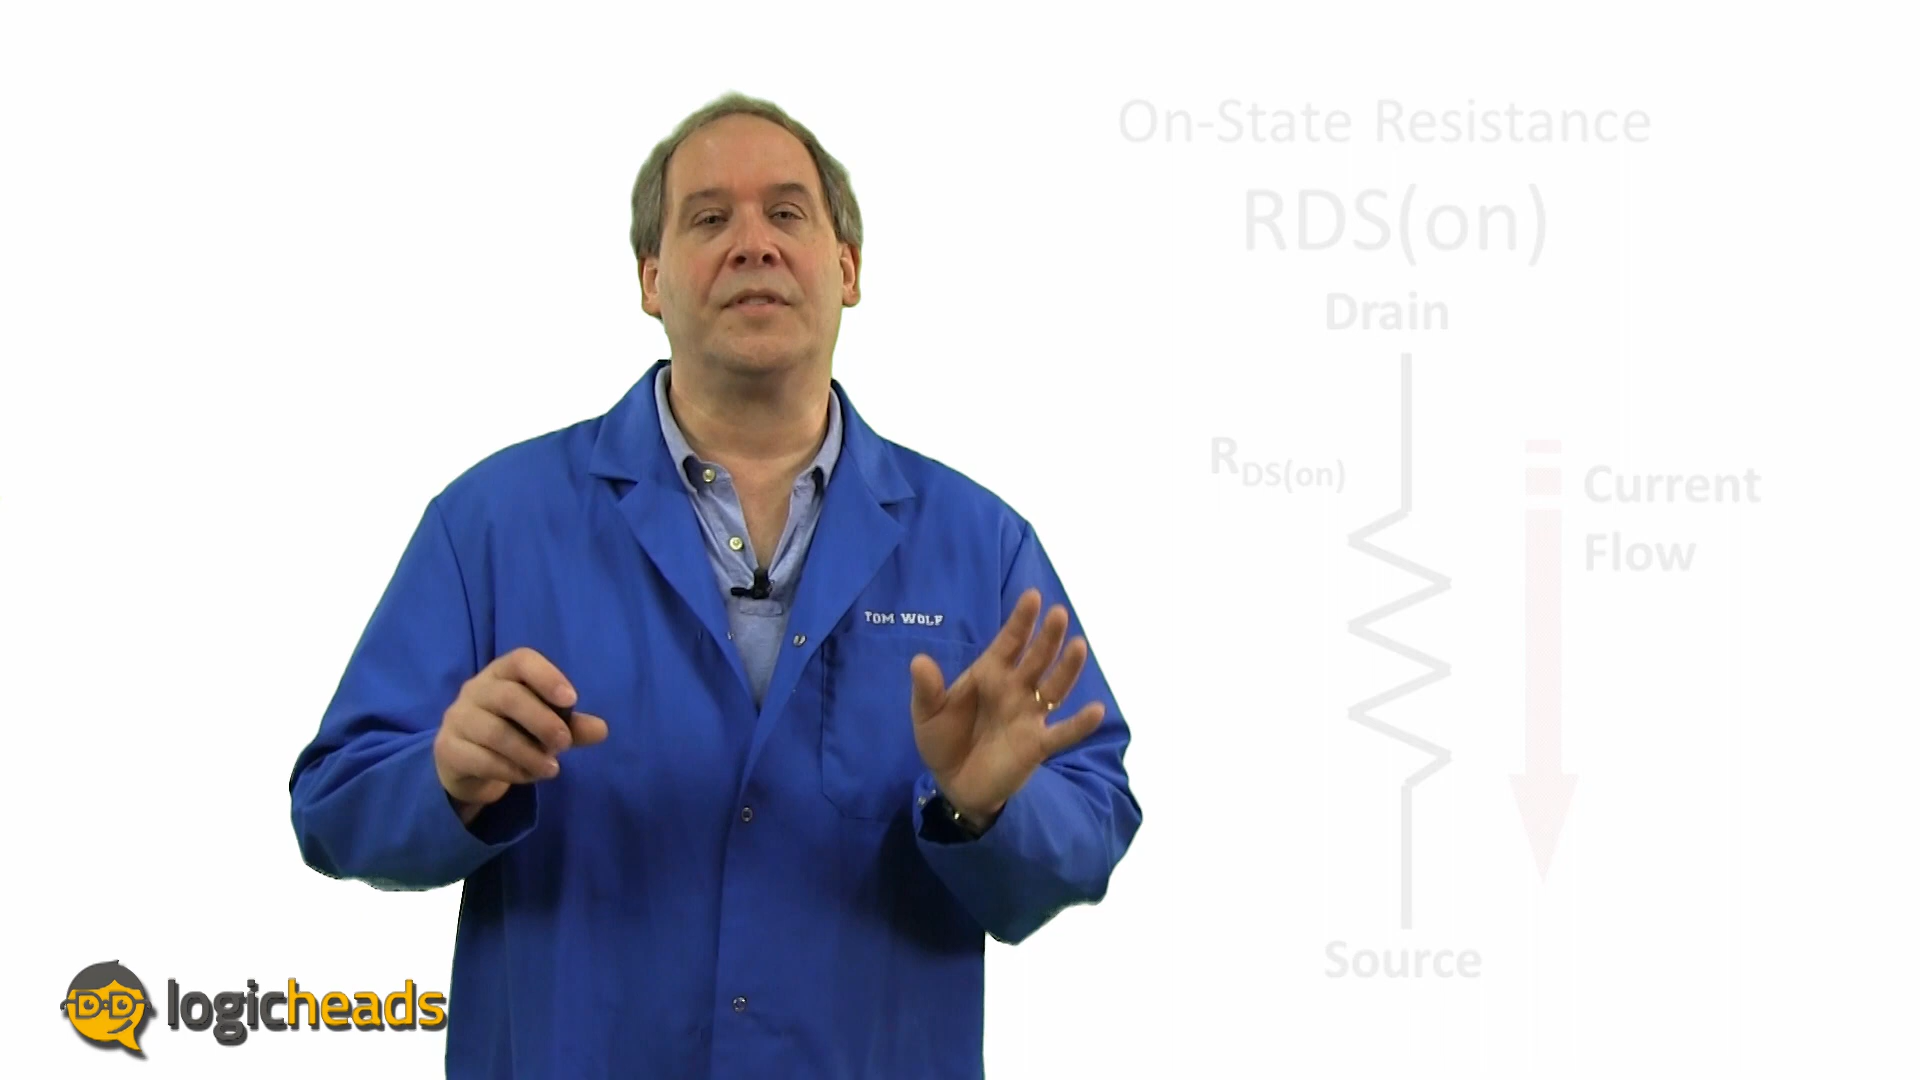 On-State Resistance
RDS(on)
Drain
RDS(on)
Current
Flow
TOM WOLF
Source
logicheads